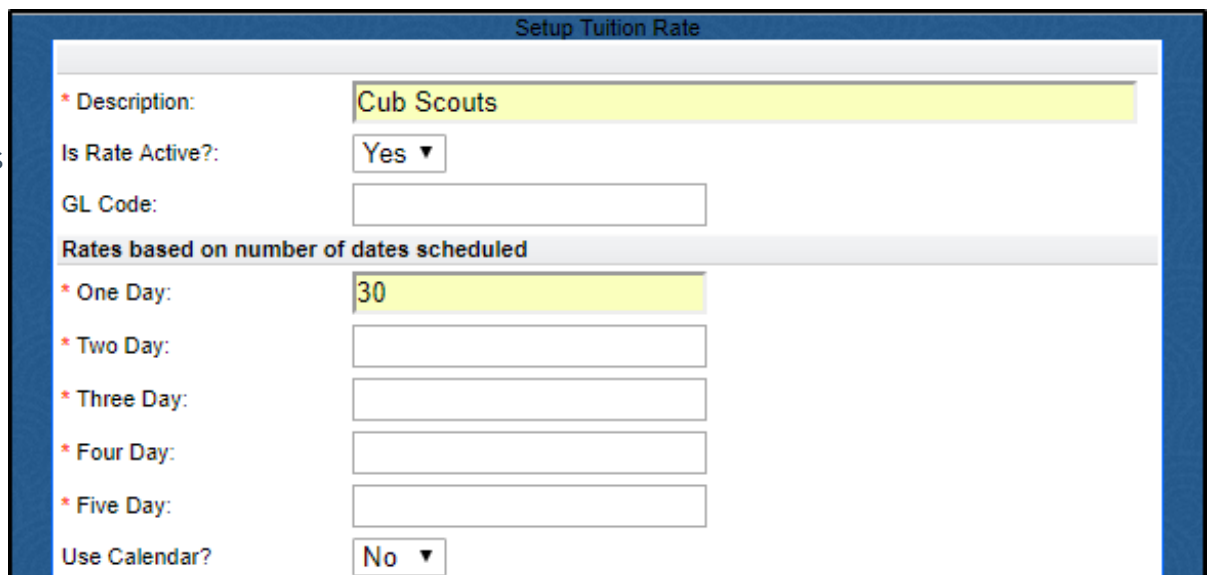 Setup Tuition Rate
* Description: Cub Scouts
Is Rate Active?: Yes
GL Code:
Rates based on number of dates scheduled
* One Day: 30
* Two Day:
* Three Day:
* Four Day:
* Five Day:
Use Calendar? No